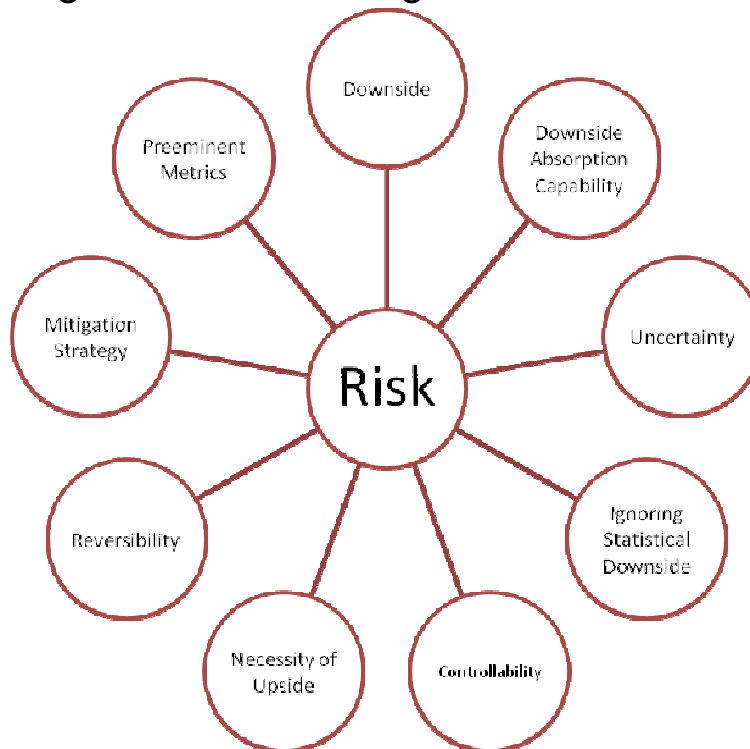 Downside
Preeminent
Metrics
Downside
Absorption
Capability
Mitigation
Strategy
Uncertainty
Risk
Reversibility
Ignoring
Statistical
Downside
Necessity of
Upside
Controllability